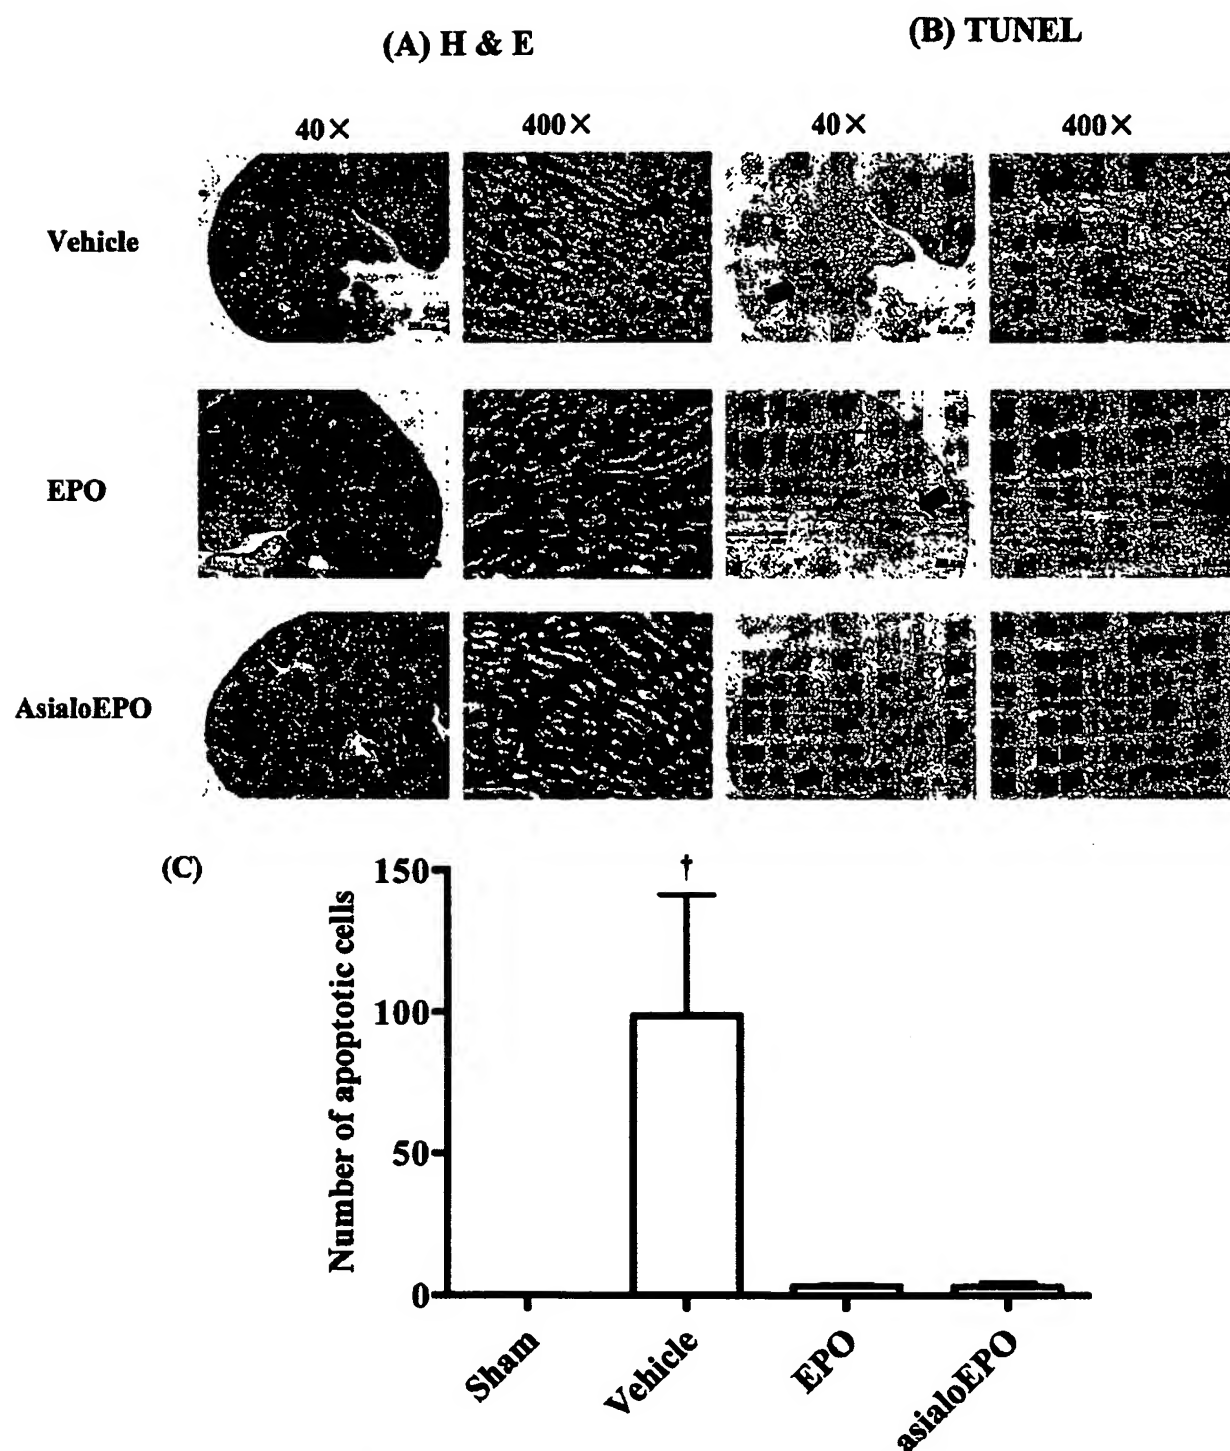 (A) H & E
(B) TUNEL
40× 400× 40× 400×
Vehicle
EPO
AsialoEPO
(C)
†
Number of apoptotic cells
150
100
50
0
Sham
Vehicle
EPO
asialoEPO